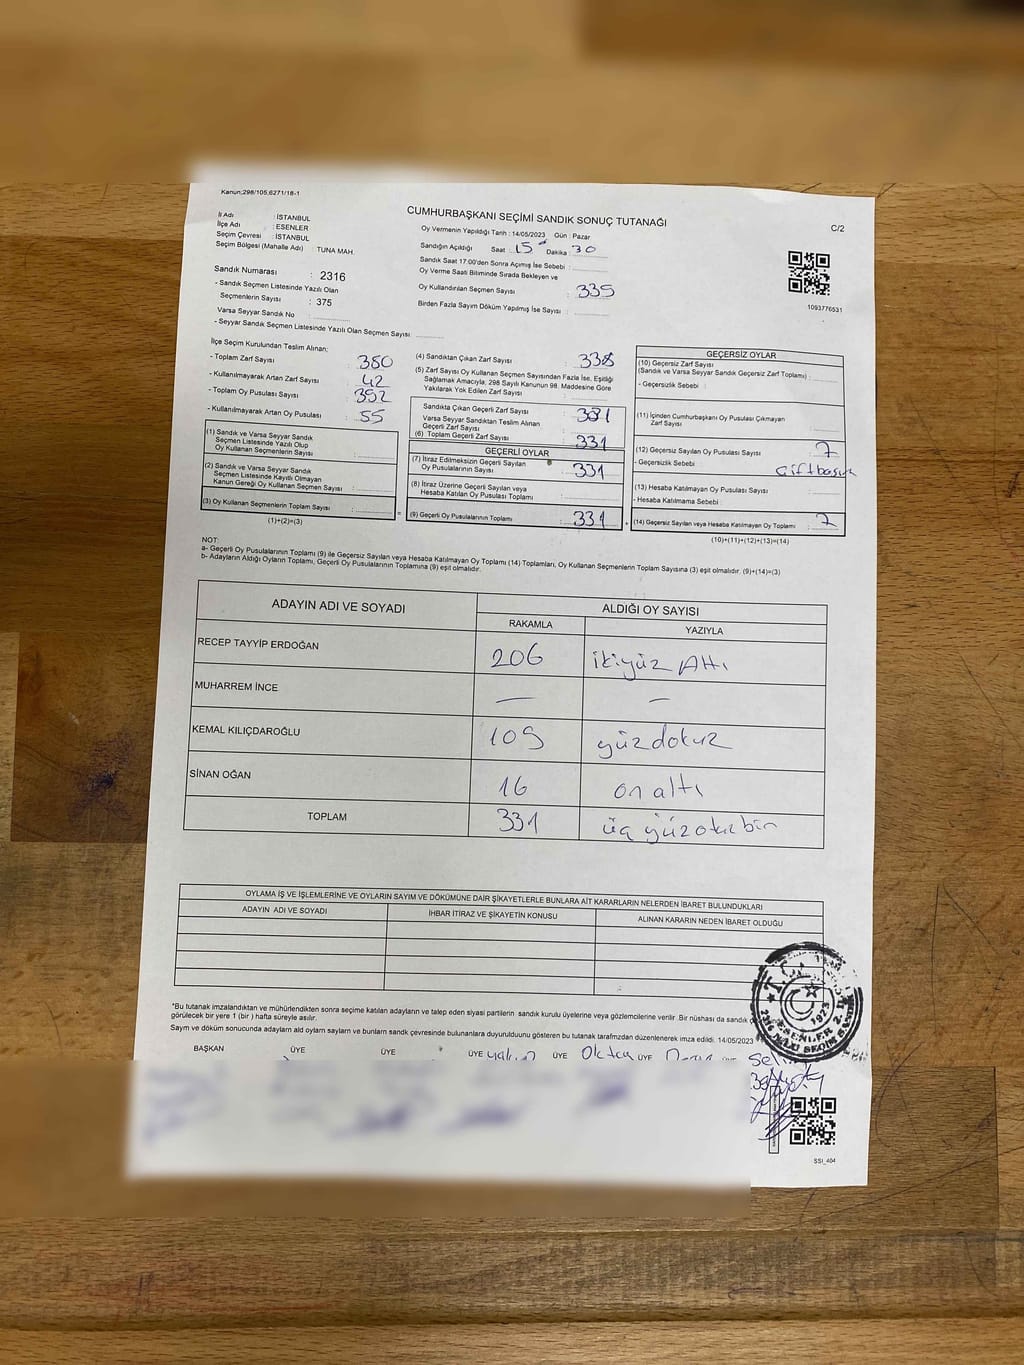 Kanun:298/105,6271/18-1
CUMHURBAŞKANI SEÇİMİ SANDIK SONUÇ TUTANAĞI
C/2
İl Adı : İSTANBUL
İlçe Adı : ESENLER
Seçim Çevresi : İSTANBUL
Seçim Bölgesi (Mahalle Adı) TUNA MAH.
Oy Vermenin Yapıldığı Tarih : 14/05/2023 Gün : Pazar
Sandığın Açıldığı Saat : 15 Dakika : 30
Sandık Saat 17:00'den Sonra Açımış İse Sebebi :
Oy Verme Saati Bitiminde Sırada Bekleyen ve
Oy Kullandırılan Seçmen Sayısı : 335
Birden Fazla Sayım Döküm Yapılmış İse Sayısı :
1093776531
Sandık Numarası : 2316
- Sandık Seçmen Listesinde Yazılı Olan
Seçmenlerin Sayısı : 375
Varsa Seyyar Sandık No
- Seyyar Sandık Seçmen Listesinde Yazılı Olan Seçmen Sayısı
İlçe Seçim Kurulundan Teslim Alınan;
- Toplam Zarf Sayısı : 380
- Kullanılmayarak Artan Zarf Sayısı : 42
- Toplam Oy Pusulası Sayısı : 392
- Kullanılmayarak Artan Oy Pusulası : 55
(1) Sandık ve Varsa Seyyar Sandık
Seçmen Listesinde Yazılı Olup
Oy Kullanan Seçmenlerin Sayısı :
(2) Sandık ve Varsa Seyyar Sandık
Seçmen Listesinde Kayıtlı Olmayan
Kanun Gereği Oy Kullanan Seçmen Sayısı :
(3) Oy Kullanan Seçmenlerin Toplam Sayısı :
(1)+(2)=(3)
(4) Sandıktan Çıkan Zarf Sayısı : 338
(5) Zarf Sayısı Oy Kullanan Seçmen Sayısından Fazla İse, Eşitliği
Sağlamak Amacıyla; 298 Sayılı Kanunun 98. Maddesine Göre
Yakılarak Yok Edilen Zarf Sayısı :
Sandıkta Çıkan Geçerli Zarf Sayısı : 331
Varsa Seyyar Sandıktan Teslim Alınan
Geçerli Zarf Sayısı :
(6) Toplam Geçerli Zarf Sayısı : 331
GEÇERLİ OYLAR
(7) İtiraz Edilmeksizin Geçerli Sayılan
Oy Pusulalarının Sayısı : 331
(8) İtiraz Üzerine Geçerli Sayılan veya
Hesaba Katılan Oy Pusulası Toplamı :
(9) Geçerli Oy Pusulalarının Toplamı : 331
GEÇERSİZ OYLAR
(10) Geçersiz Zarf Sayısı
(Sandık ve Varsa Seyyar Sandık Geçersiz Zarf Toplamı) :
- Geçersizlik Sebebi :
(11) İçinden Cumhurbaşkanı Oy Pusulası Çıkmayan
Zarf Sayısı :
(12) Geçersiz Sayılan Oy Pusulası Sayısı : 7
- Geçersizlik Sebebi : çift basım
(13) Hesaba Katılmayan Oy Pusulası Sayısı :
- Hesaba Katılmama Sebebi :
(14) Geçersiz Sayılan veya Hesaba Katılmayan Oy Toplamı : 7
(10)+(11)+(12)+(13)=(14)
NOT:
a- Geçerli Oy Pusulalarının Toplamı (9) ile Geçersiz Sayılan veya Hesaba Katılmayan Oy Toplamı (14) Toplamları, Oy Kullanan Seçmenlerin Toplam Sayısına (3) eşit olmalıdır. (9)+(14)=(3)
b- Adayların Aldığı Oyların Toplamı, Geçerli Oy Pusulalarının Toplamına (9) eşit olmalıdır.
ADAYIN ADI VE SOYADI ALDIĞI OY SAYISI
RAKAMLA YAZIYLA
RECEP TAYYİP ERDOĞAN 206 ikiyüz Altı
MUHARREM İNCE — —
KEMAL KILIÇDAROĞLU 109 yüzdokuz
SİNAN OĞAN 16 on altı
TOPLAM 331 üç yüz otuz bir
OYLAMA İŞ VE İŞLEMLERİNE VE OYLARIN SAYIM VE DÖKÜMÜNE DAİR ŞİKAYETLERLE BUNLARA AİT KARARLARIN NELERDEN İBARET BULUNDUKLARI
ADAYIN ADI VE SOYADI İHBAR İTİRAZ VE ŞİKAYETİN KONUSU ALINAN KARARIN NEDEN İBARET OLDUĞU
*Bu tutanak imzalandıktan ve mühürlendikten sonra seçime katılan adayların ve talep eden siyasi partilerin sandık kurulu üyelerine veya gözlemcilerine verilir .Bir nüshası da sandık
görülecek bir yere 1 (bir ) hafta süreyle asılır.
Sayım ve döküm sonucunda adayların ald oyların sayların ve bunların sandık çevresinde bulunanlara duyurulduunu gösteren bu tutanak tarafmızdan düzenlenerek imza edildi. 14/05/2023
BAŞKAN ÜYE ÜYE ÜYE ÜYE Oktay ÜYE
T.C.
1923
ESENLER 2.
SSİ_404